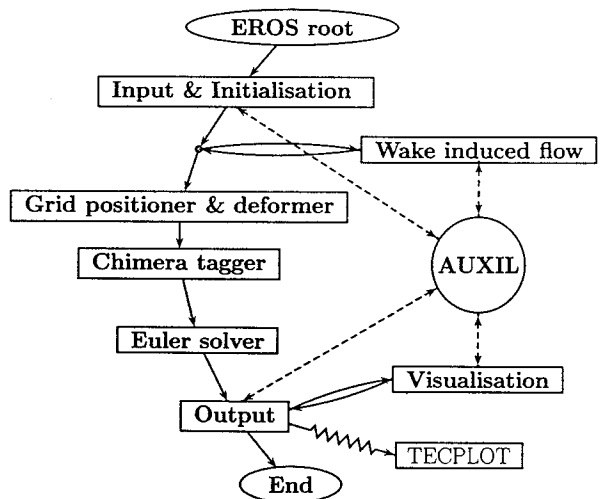 EROS root
Input & Initialisation
Wake induced flow
Grid positioner & deformer
Chimera tagger
AUXIL
Euler solver
Visualisation
Output
TECPLOT
End